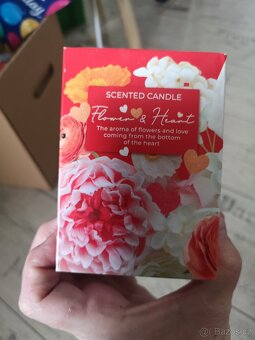 SCENTED CANDLE
Flower & Heart
The aroma of flowers and love
coming from the bottom
of the heart